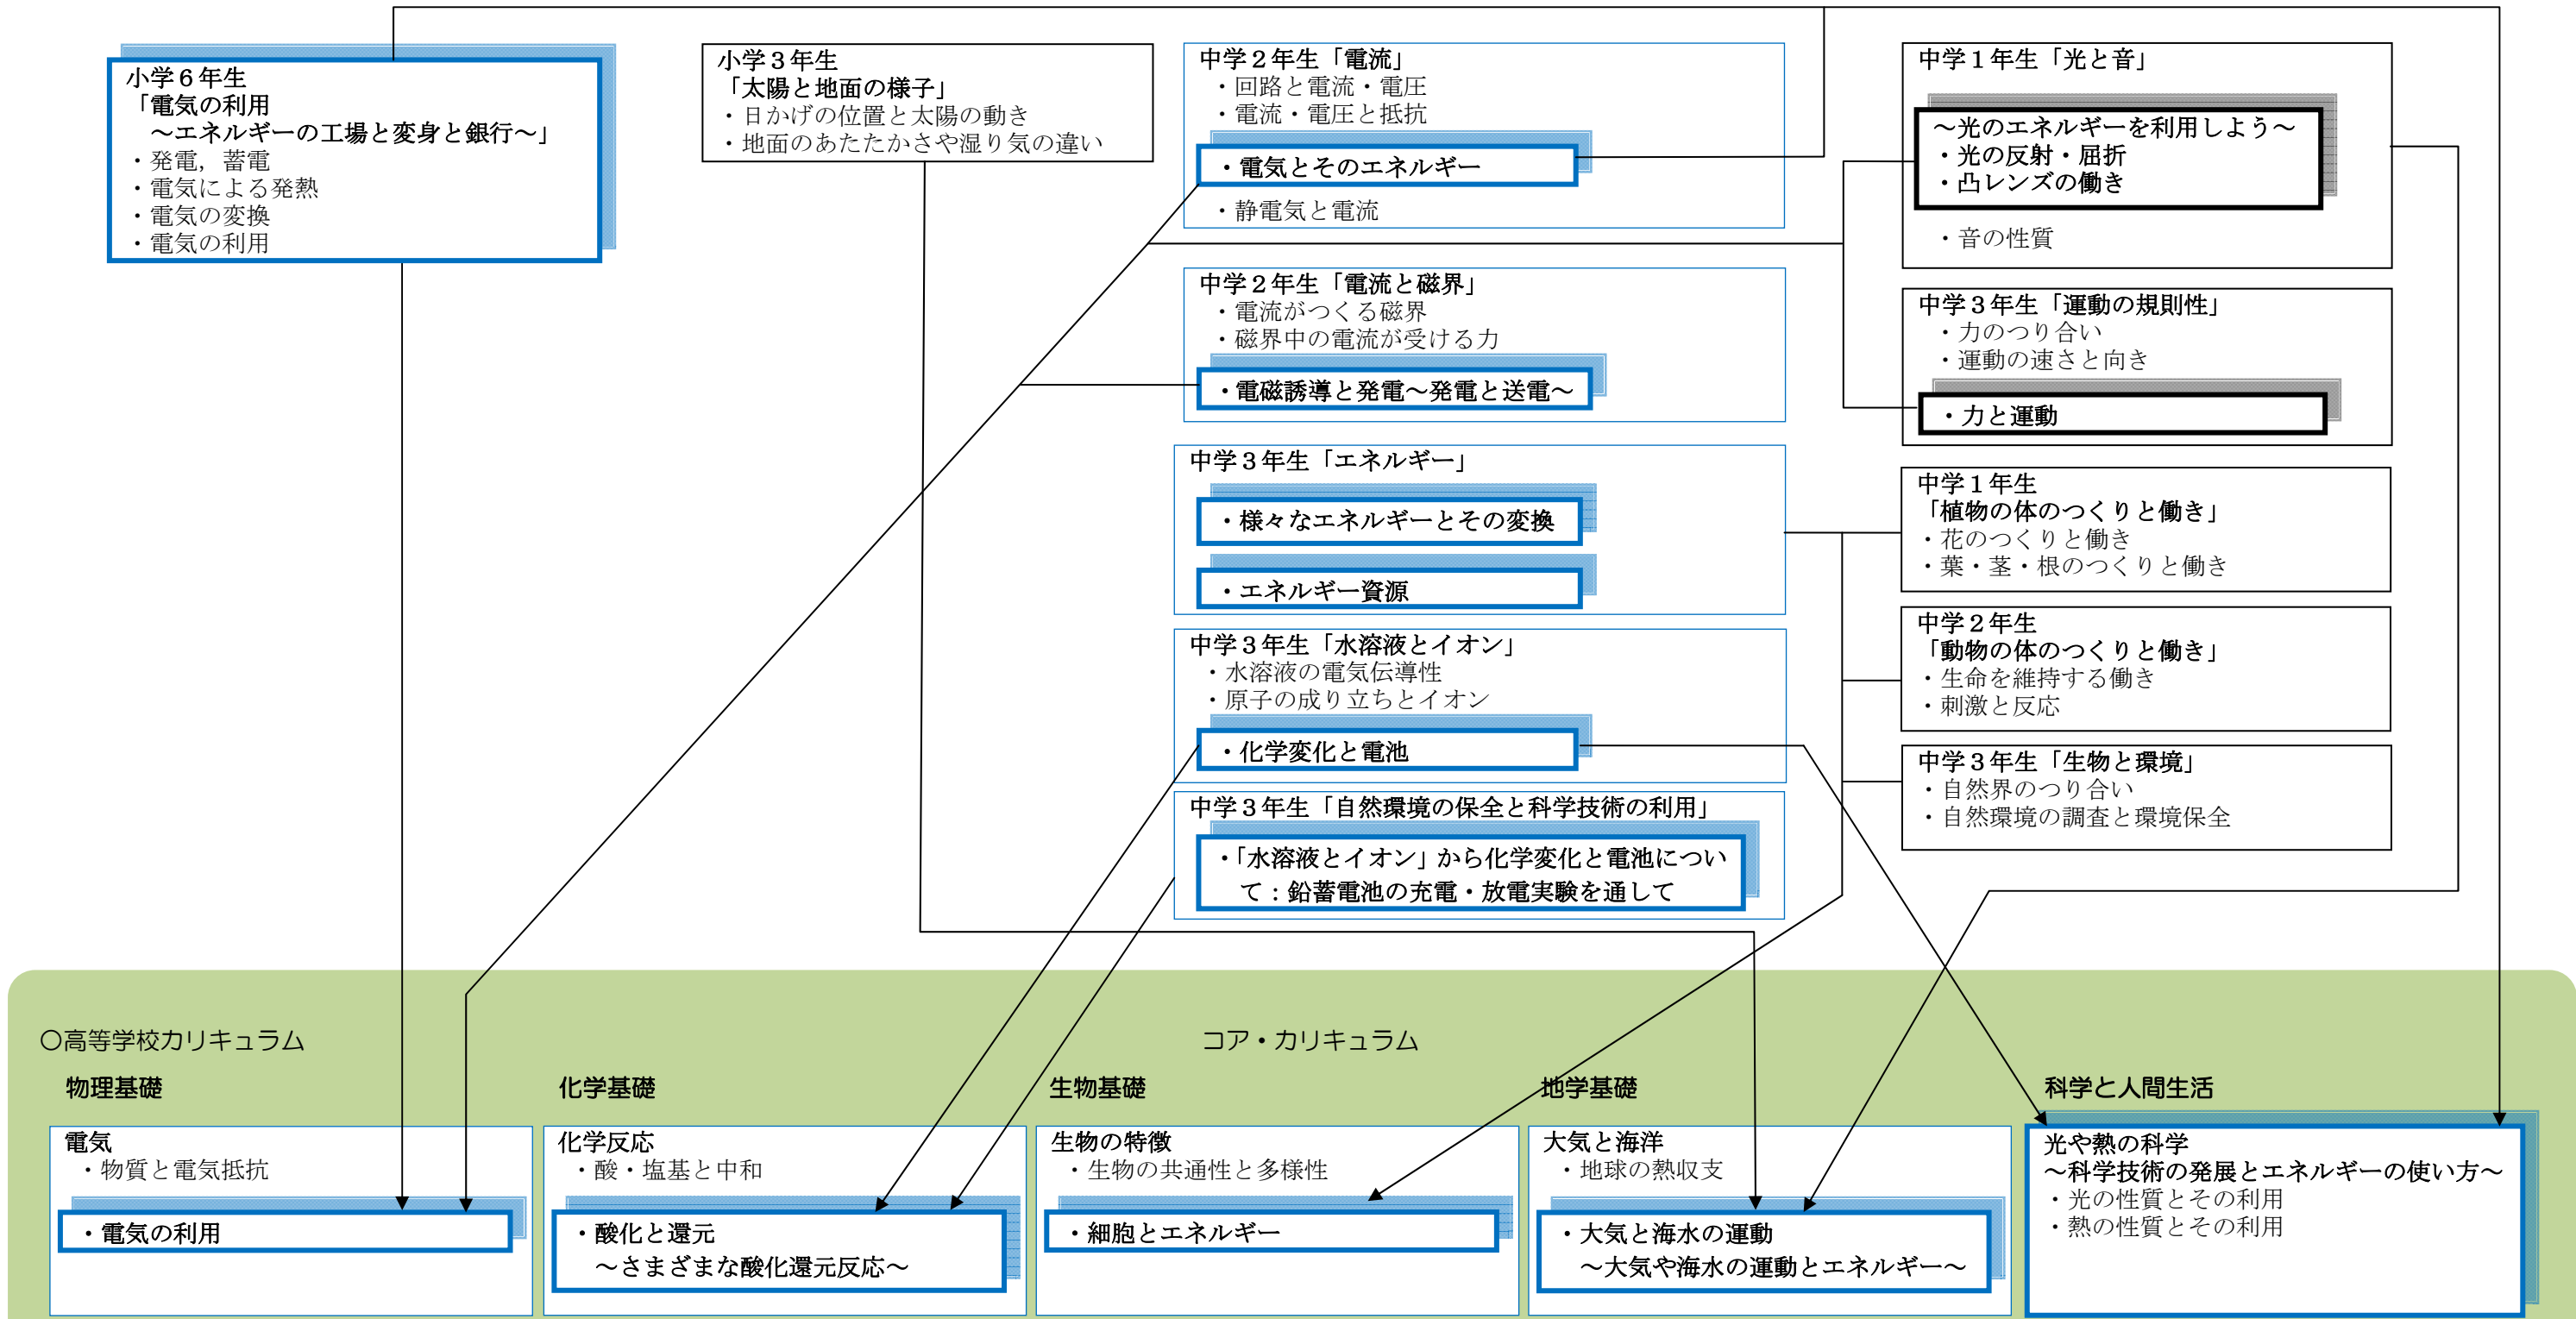 小学６年生
「電気の利用
～エネルギーの工場と変身と銀行～」
・発電，蓄電
・電気による発熱
・電気の変換
・電気の利用
小学３年生
「太陽と地面の様子」
・日かげの位置と太陽の動き
・地面のあたたかさや湿り気の違い
中学２年生「電流」
・回路と電流・電圧
・電流・電圧と抵抗
・電気とそのエネルギー
・静電気と電流
中学２年生「電流と磁界」
・電流がつくる磁界
・磁界中の電流が受ける力
・電磁誘導と発電～発電と送電～
中学３年生「エネルギー」
・様々なエネルギーとその変換
・エネルギー資源
中学３年生「水溶液とイオン」
・水溶液の電気伝導性
・原子の成り立ちとイオン
・化学変化と電池
中学３年生「自然環境の保全と科学技術の利用」
・「水溶液とイオン」から化学変化と電池につい
て：鉛蓄電池の充電・放電実験を通して
中学１年生「光と音」
～光のエネルギーを利用しよう～
・光の反射・屈折
・凸レンズの働き
・音の性質
中学３年生「運動の規則性」
・力のつり合い
・運動の速さと向き
・力と運動
中学１年生
「植物の体のつくりと働き」
・花のつくりと働き
・葉・茎・根のつくりと働き
中学２年生
「動物の体のつくりと働き」
・生命を維持する働き
・刺激と反応
中学３年生「生物と環境」
・自然界のつり合い
・自然環境の調査と環境保全
○高等学校カリキュラム
コア・カリキュラム
物理基礎
電気
・物質と電気抵抗
・電気の利用
化学基礎
化学反応
・酸・塩基と中和
・酸化と還元
～さまざまな酸化還元反応～
生物基礎
生物の特徴
・生物の共通性と多様性
・細胞とエネルギー
地学基礎
大気と海洋
・地球の熱収支
・大気と海水の運動
～大気や海水の運動とエネルギー～
科学と人間生活
光や熱の科学
～科学技術の発展とエネルギーの使い方～
・光の性質とその利用
・熱の性質とその利用